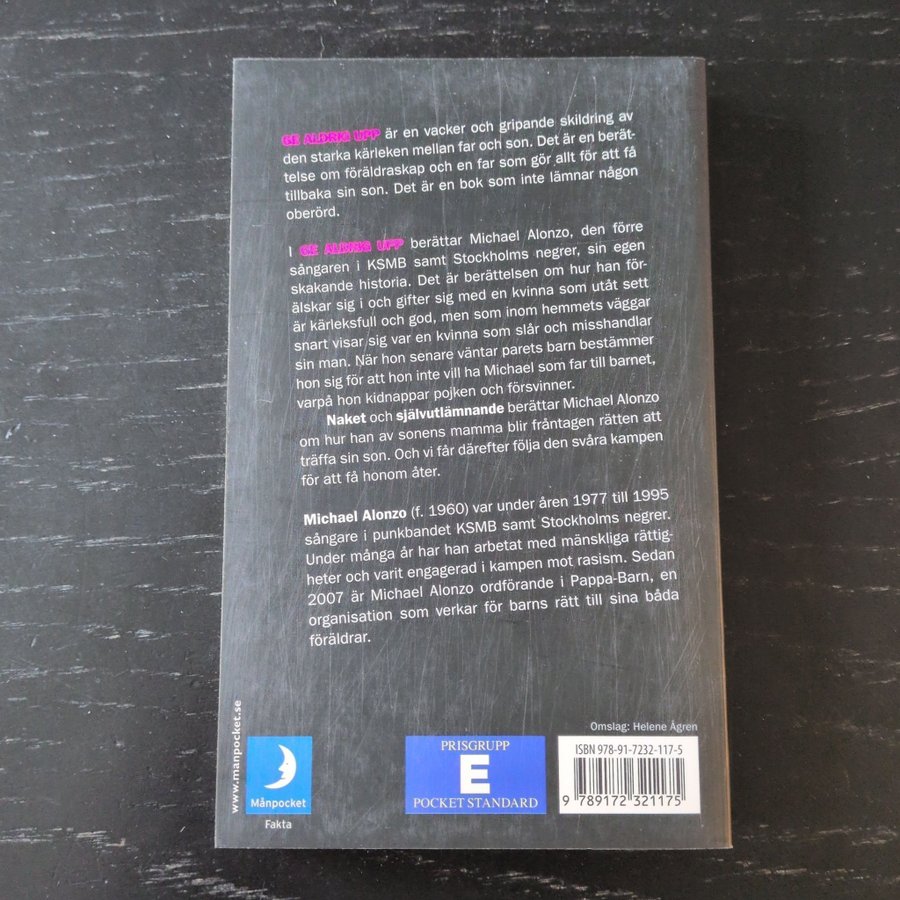 GE ALDRIG UPP är en vacker och gripande skildring av
den starka kärleken mellan far och son. Det är en berät-
telse om föräldraskap och en far som gör allt för att få
tillbaka sin son. Det är en bok som inte lämnar någon
oberörd.
I GE ALDRIG UPP berättar Michael Alonzo, den förre
sångaren i KSMB samt Stockholms negrer, sin egen
skakande historia. Det är berättelsen om hur han för-
älskar sig i och gifter sig med en kvinna som utåt sett
är kärleksfull och god, men som inom hemmets väggar
snart visar sig var en kvinna som slår och misshandlar
sin man. När hon senare väntar parets barn bestämmer
hon sig för att hon inte vill ha Michael som far till barnet,
varpå hon kidnappar pojken och försvinner.
Naket och självutlämnande berättar Michael Alonzo
om hur han av sonens mamma blir fråntagen rätten att
träffa sin son. Och vi får därefter följa den svåra kampen
för att få honom åter.
Michael Alonzo (f. 1960) var under åren 1977 till 1995
sångare i punkbandet KSMB samt Stockholms negrer.
Under många år har han arbetat med mänskliga rättig-
heter och varit engagerad i kampen mot rasism. Sedan
2007 är Michael Alonzo ordförande i Pappa-Barn, en
organisation som verkar för barns rätt till sina båda
föräldrar.
Omslag: Helene Ågren
www.manpocket.se
Månpocket
Fakta
PRISGRUPP
E
POCKET STANDARD
ISBN 978-91-7232-117-5
9 789172 321175